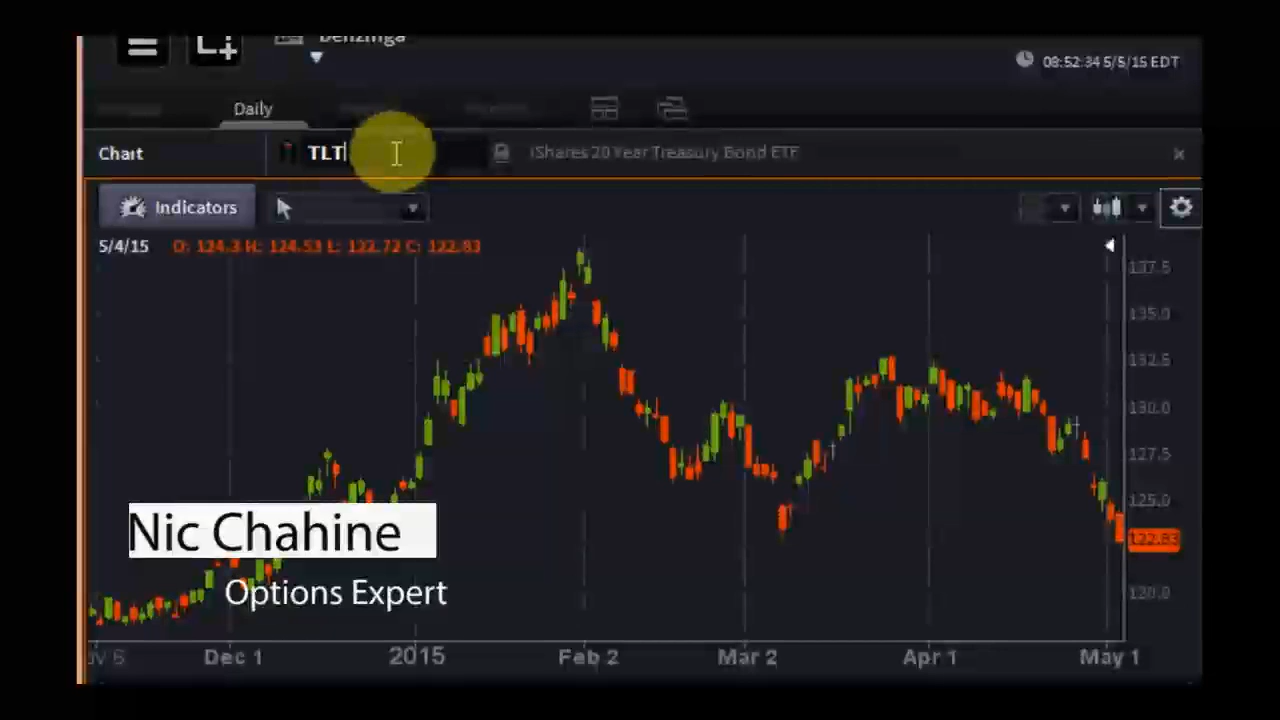 Benzinga
08:52:34 5/5/15 EDT
Daily
Chart
TLT
iShares 20 Year Treasury Bond ETF
Indicators
5/4/15 O: 124.3 H: 124.53 L: 122.72 C: 122.83
137.5
135.0
132.5
130.0
127.5
125.0
122.83
120.0
Nic Chahine
Options Expert
Dec 1
2015
Feb 2
Mar 2
Apr 1
May 1